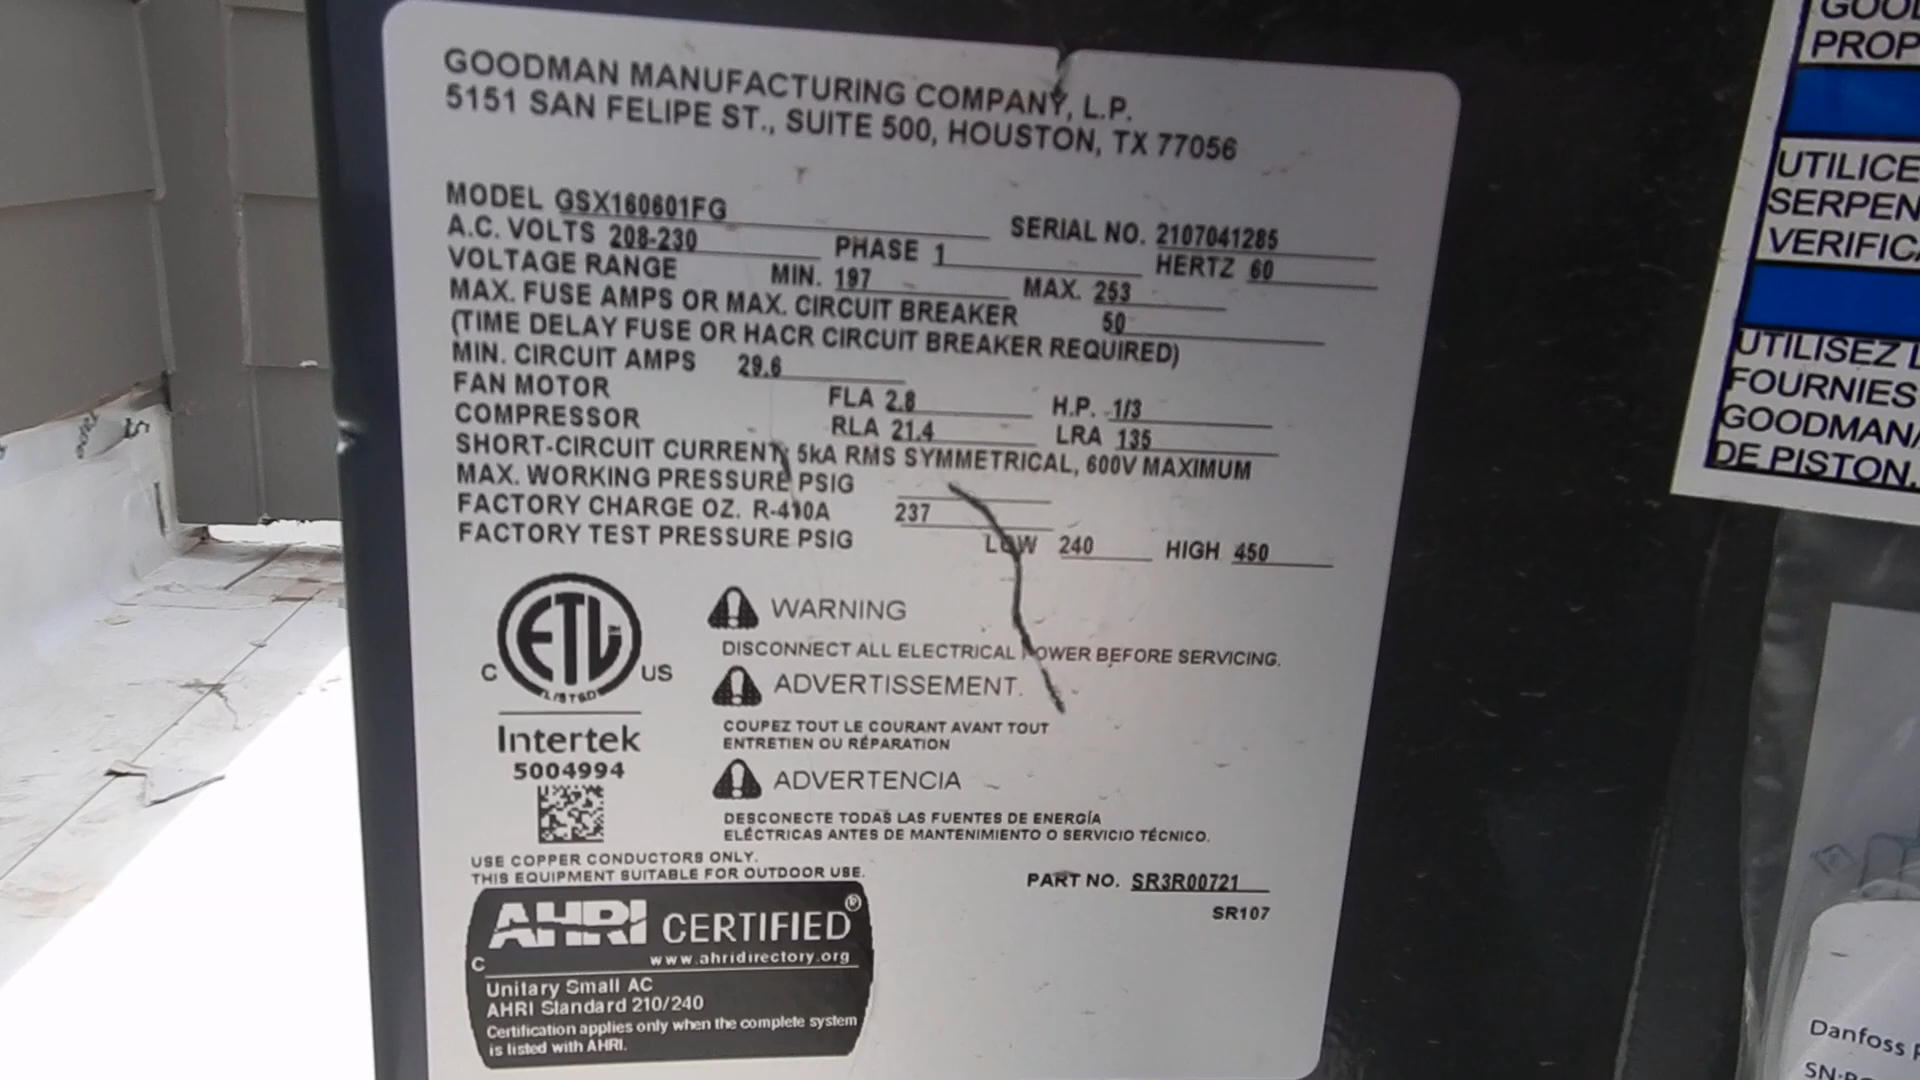 GOODMAN MANUFACTURING COMPANY, L.P.
5151 SAN FELIPE ST., SUITE 500, HOUSTON, TX 77056
MODEL GSX160601FG SERIAL NO. 2107041285
A.C. VOLTS 208-230 PHASE 1 HERTZ 60
VOLTAGE RANGE MIN. 197 MAX. 253
MAX. FUSE AMPS OR MAX. CIRCUIT BREAKER 50
(TIME DELAY FUSE OR HACR CIRCUIT BREAKER REQUIRED)
MIN. CIRCUIT AMPS 29.6
FAN MOTOR FLA 2.8 H.P. 1/3
COMPRESSOR RLA 21.4 LRA 135
SHORT-CIRCUIT CURRENT: 5kA RMS SYMMETRICAL, 600V MAXIMUM
MAX. WORKING PRESSURE PSIG
FACTORY CHARGE OZ. R-410A 237
FACTORY TEST PRESSURE PSIG LOW 240 HIGH 450
ETL
LISTED
C US
Intertek
5004994
WARNING
DISCONNECT ALL ELECTRICAL POWER BEFORE SERVICING.
ADVERTISSEMENT.
COUPEZ TOUT LE COURANT AVANT TOUT
ENTRETIEN OU RÉPARATION
ADVERTENCIA
DESCONECTE TODAS LAS FUENTES DE ENERGÍA
ELÉCTRICAS ANTES DE MANTENIMIENTO O SERVICIO TÉCNICO.
USE COPPER CONDUCTORS ONLY.
THIS EQUIPMENT SUITABLE FOR OUTDOOR USE.
PART NO. SR3R00721
SR107
AHRI CERTIFIED®
C www.ahridirectory.org
Unitary Small AC
AHRI Standard 210/240
Certification applies only when the complete system
is listed with AHRI.
PROP
UTILICE
SERPEN
VERIFICA
UTILISEZ L
FOURNIES
GOODMAN
DE PISTON.
Danfoss